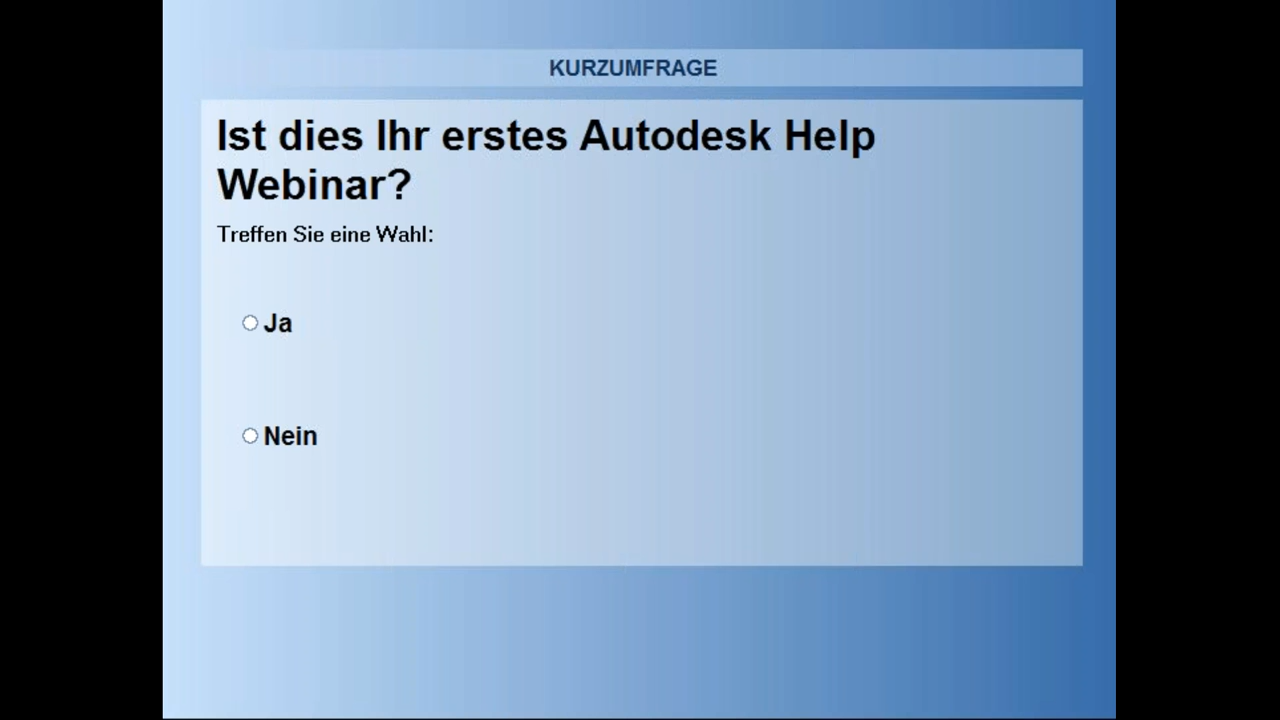 KURZUMFRAGE
Ist dies Ihr erstes Autodesk Help
Webinar?
Treffen Sie eine Wahl:
Ja
Nein